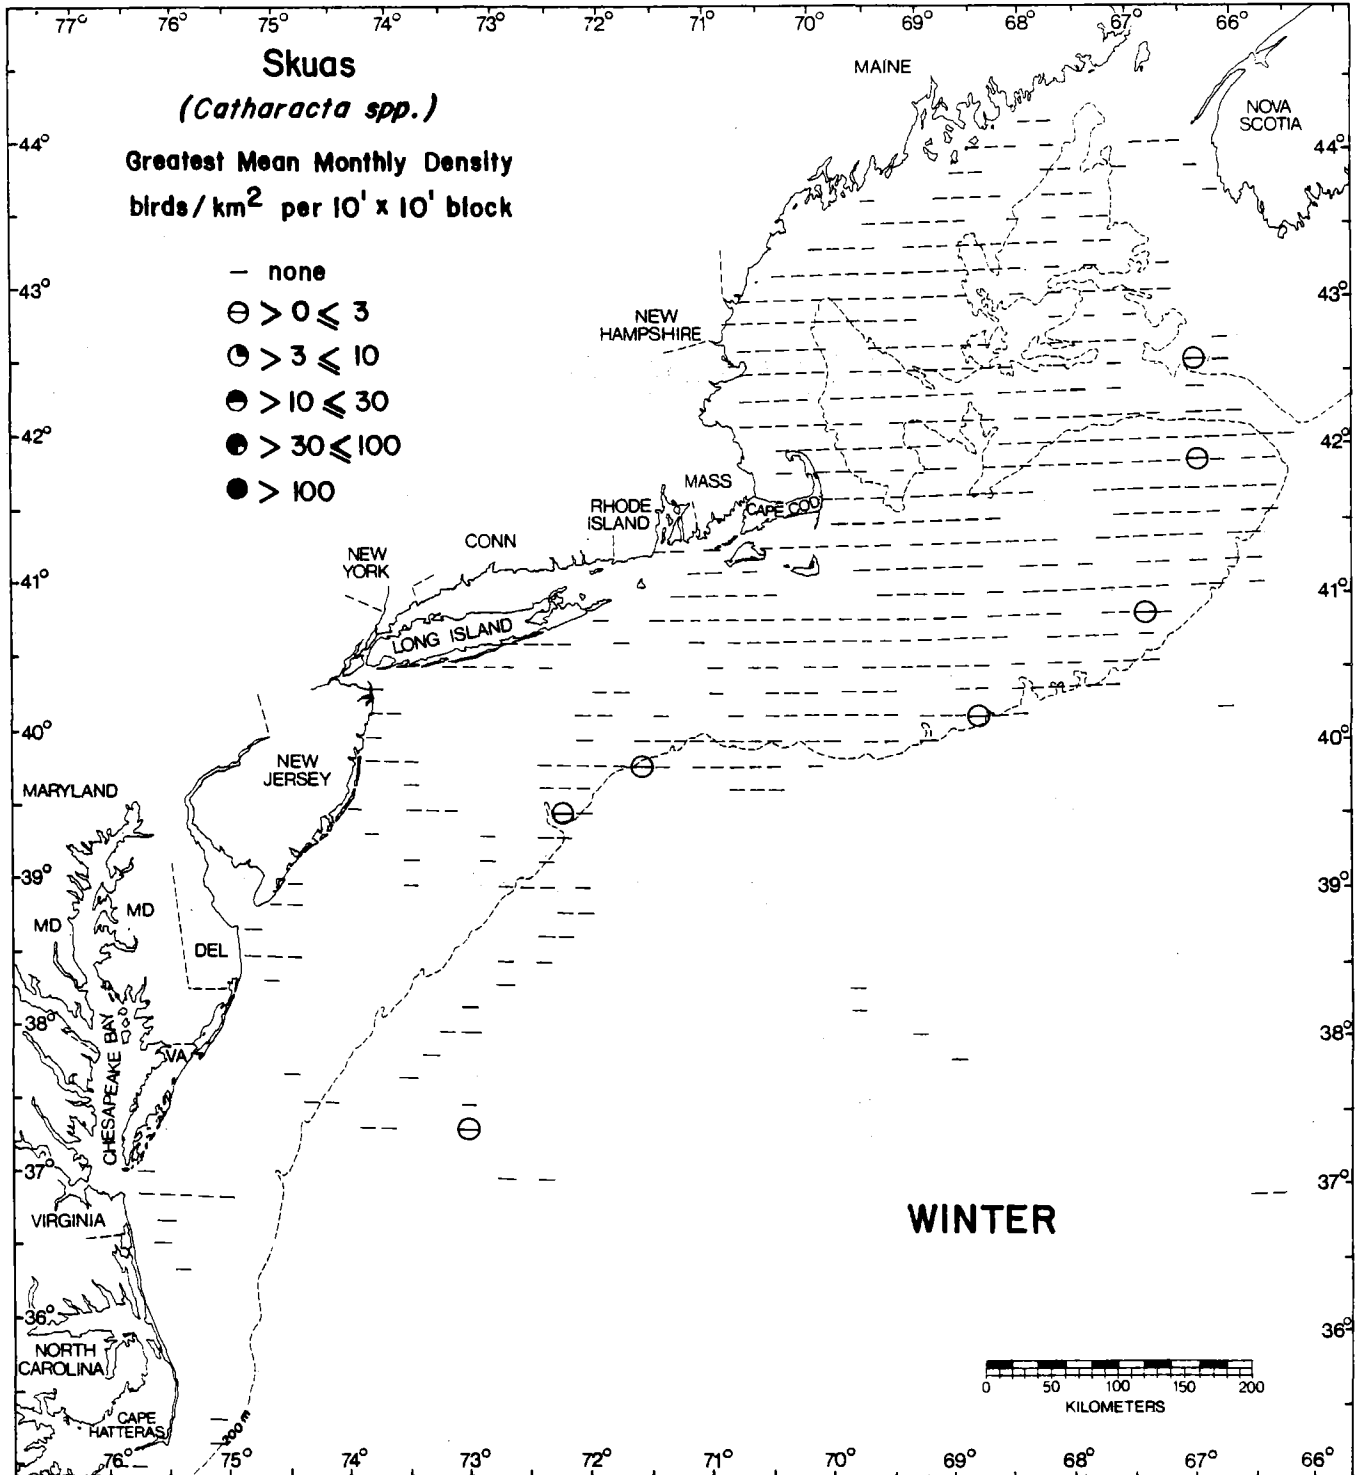 77° 76° 75° 74° 73° 72° 71° 70° 69° 68° 67° 66°
Skuas
(Catharacta spp.)
Greatest Mean Monthly Density
birds/km² per 10' x 10' block
— none
> 0 ⩽ 3
> 3 ⩽ 10
> 10 ⩽ 30
> 30 ⩽ 100
> 100
MAINE
NOVA
SCOTIA
44° 44°
43° 43°
NEW
HAMPSHIRE
42° 42°
MASS
RHODE
ISLAND
CAPE COD
CONN
NEW
YORK
41° 41°
LONG ISLAND
40° 40°
NEW
JERSEY
MARYLAND
39° 39°
MD
MD
DEL
38° 38°
CHESAPEAKE BAY
VA
37° 37°
VIRGINIA
WINTER
36° 36°
NORTH
CAROLINA
CAPE
HATTERAS
200 m
0 50 100 150 200
KILOMETERS
76° 75° 74° 73° 72° 71° 70° 69° 68° 67° 66°